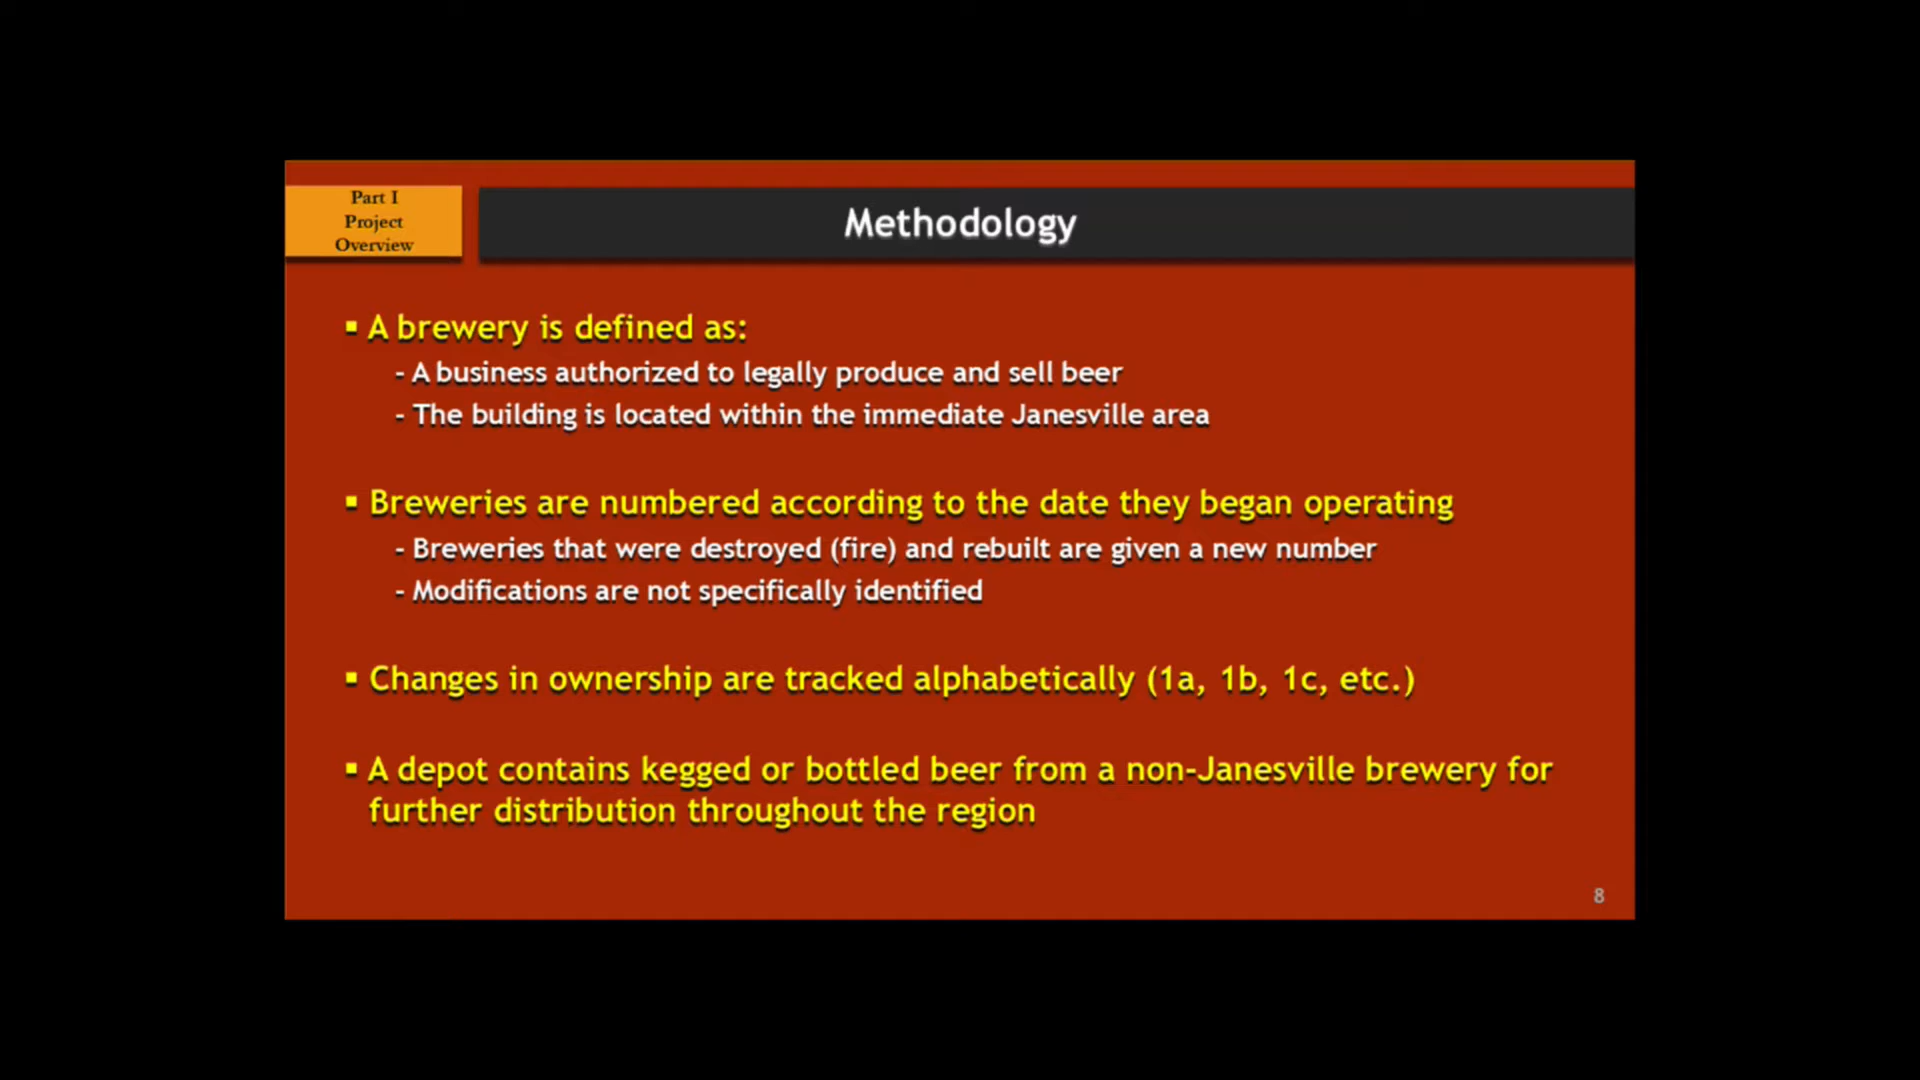 Part I
Project
Overview
Methodology
▪ A brewery is defined as:
- A business authorized to legally produce and sell beer
- The building is located within the immediate Janesville area
▪ Breweries are numbered according to the date they began operating
- Breweries that were destroyed (fire) and rebuilt are given a new number
- Modifications are not specifically identified
▪ Changes in ownership are tracked alphabetically (1a, 1b, 1c, etc.)
▪ A depot contains kegged or bottled beer from a non-Janesville brewery for
further distribution throughout the region
8